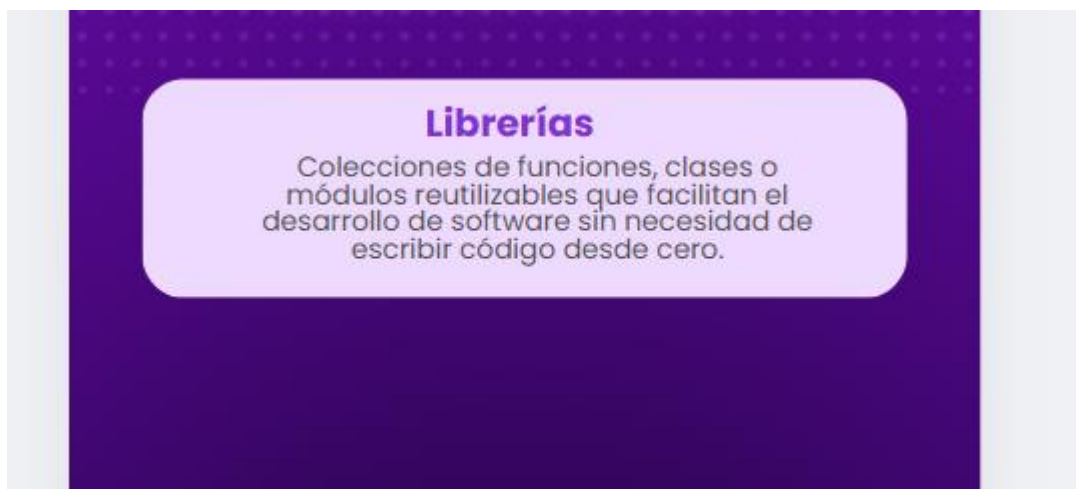 Librerías
Colecciones de funciones, clases o
módulos reutilizables que facilitan el
desarrollo de software sin necesidad de
escribir código desde cero.